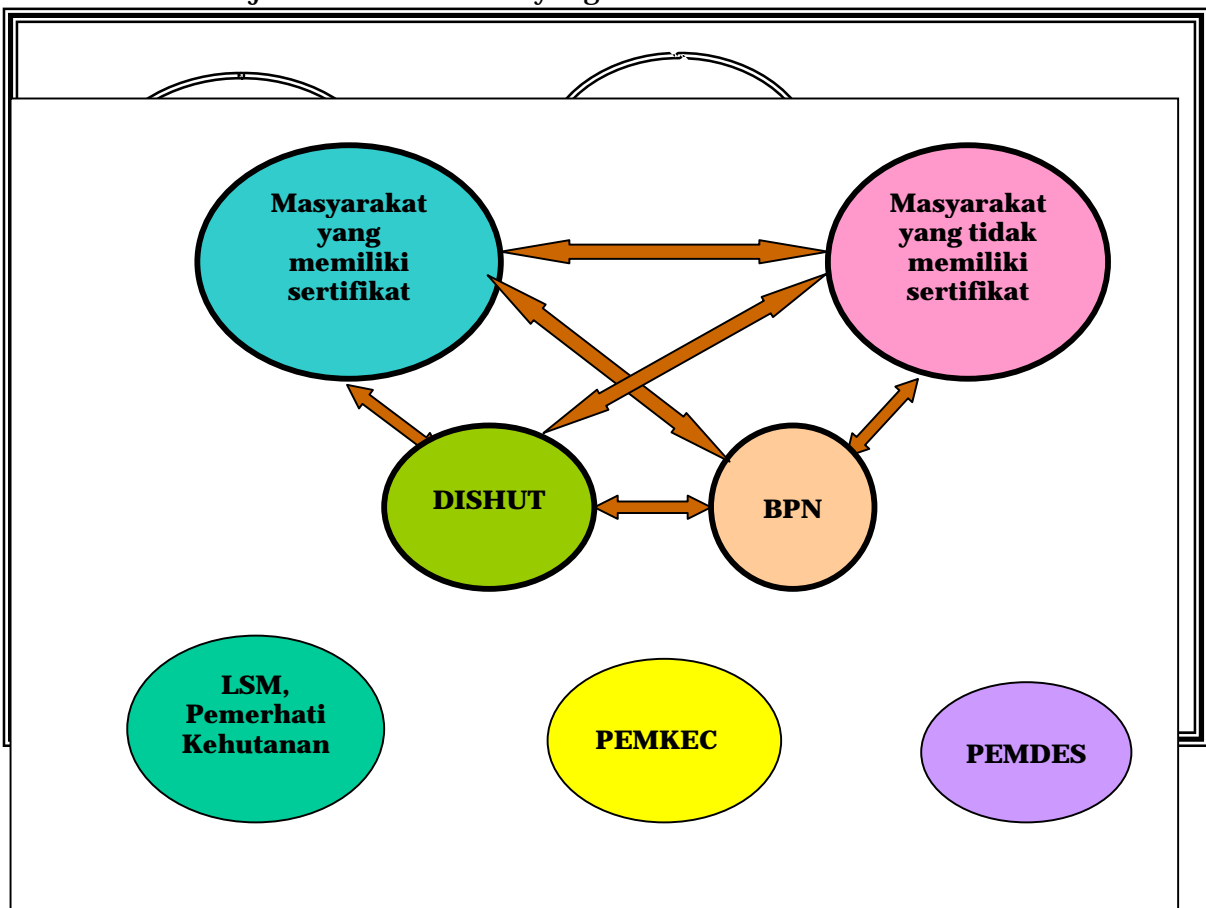 Masyarakat
yang
memiliki
sertifikat
Masyarakat
yang tidak
memiliki
sertifikat
DISHUT
BPN
LSM,
Pemerhati
Kehutanan
PEMKEC
PEMDES